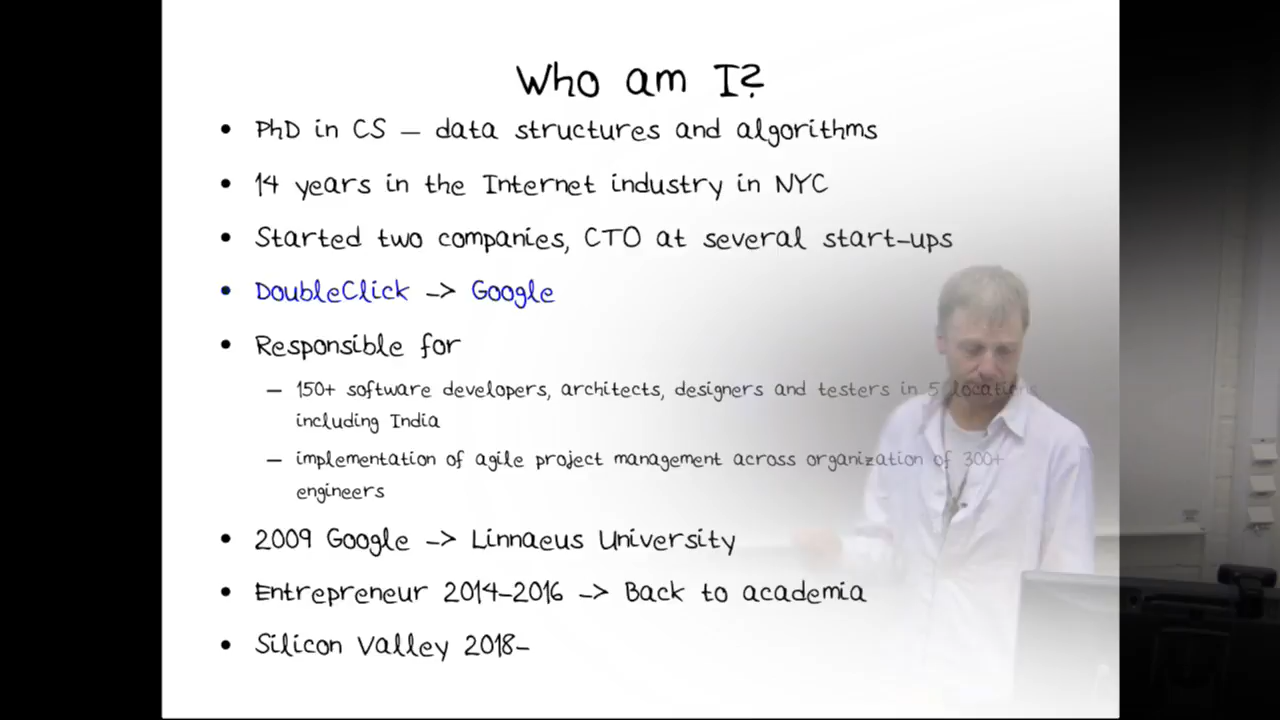 Who am I?
• PhD in CS – data structures and algorithms
• 14 years in the Internet industry in NYC
• Started two companies, CTO at several start-ups
• DoubleClick -> Google
• Responsible for
– 150+ software developers, architects, designers and testers in 5 locations
including India
– implementation of agile project management across organization of 300+
engineers
• 2009 Google -> Linnaeus University
• Entrepreneur 2014-2016 -> Back to academia
• Silicon Valley 2018-